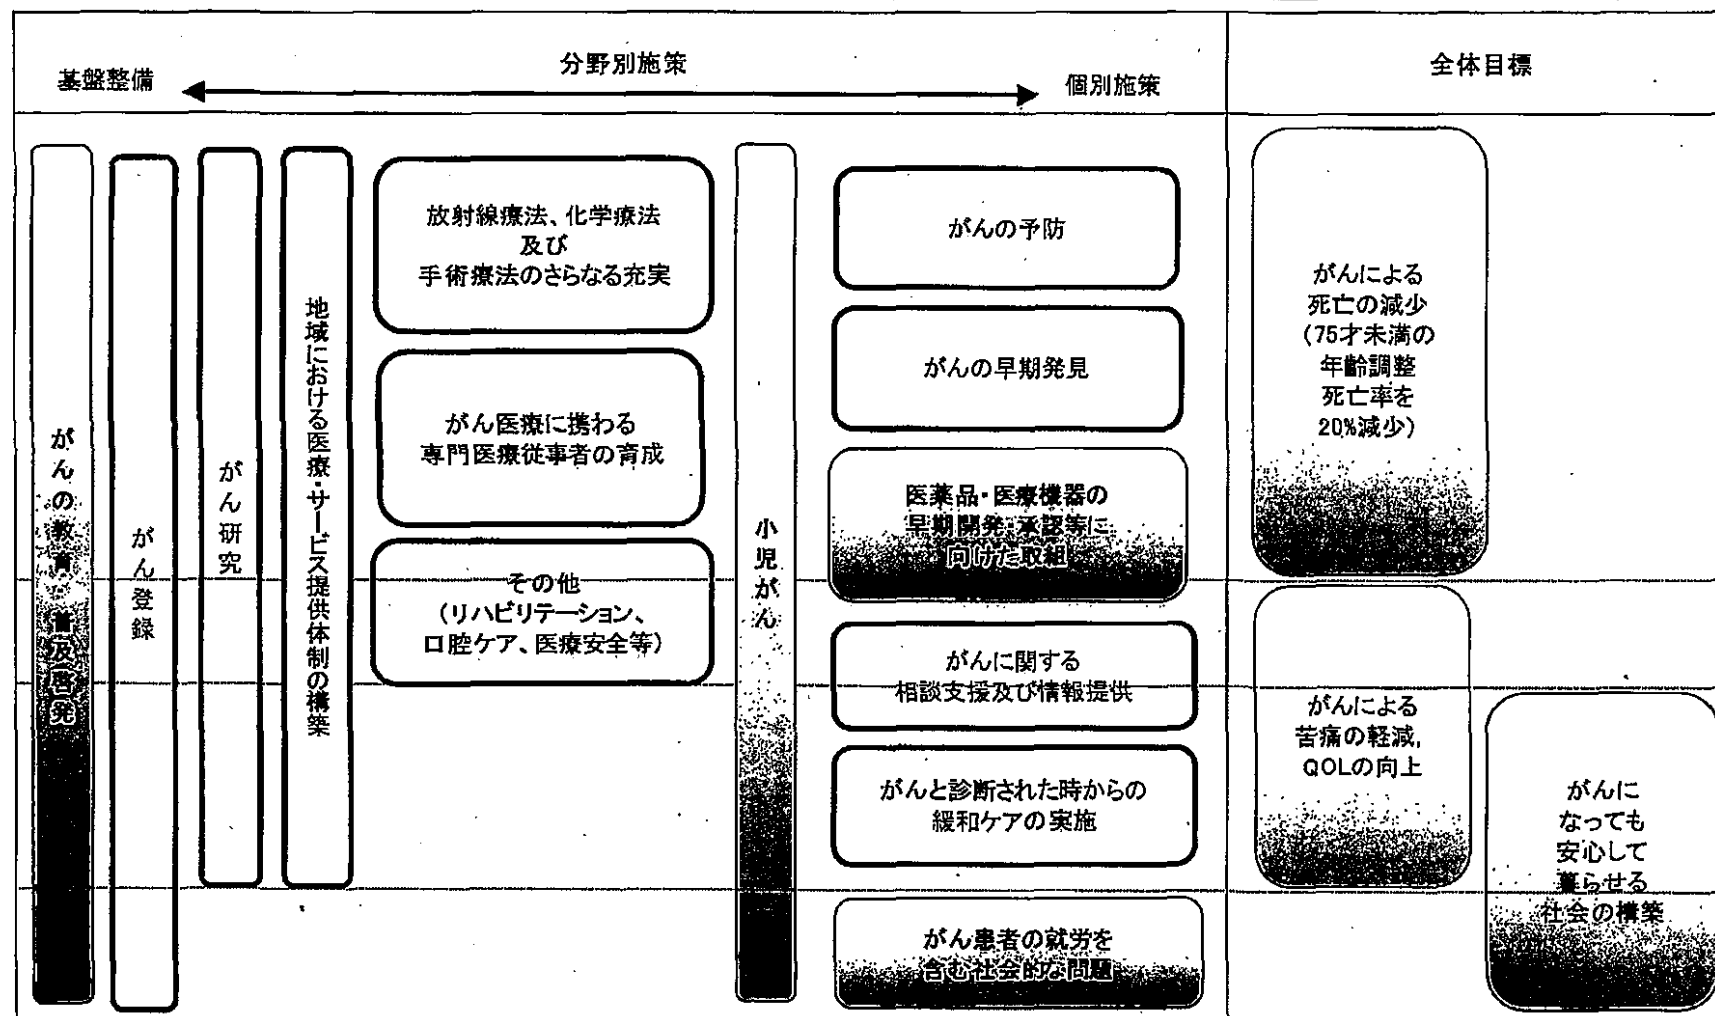 分野別施策
全体目標
基盤整備
個別施策
がんの教育・普及啓発
がん登録
がん研究
地域における医療・サービス提供体制の構築
放射線療法、化学療法
及び
手術療法のさらなる充実
がん医療に携わる
専門医療従事者の育成
その他
(リハビリテーション、
口腔ケア、医療安全等)
小児がん
がんの予防
がんの早期発見
医薬品・医療機器の
早期開発・承認等に
向けた取組
がんに関する
相談支援及び情報提供
がんと診断された時からの
緩和ケアの実施
がん患者の就労を
含む社会的な問題
がんによる
死亡の減少
(75才未満の
年齢調整
死亡率を
20%減少)
がんによる
苦痛の軽減,
QOLの向上
がんに
なっても
安心して
暮らせる
社会の構築